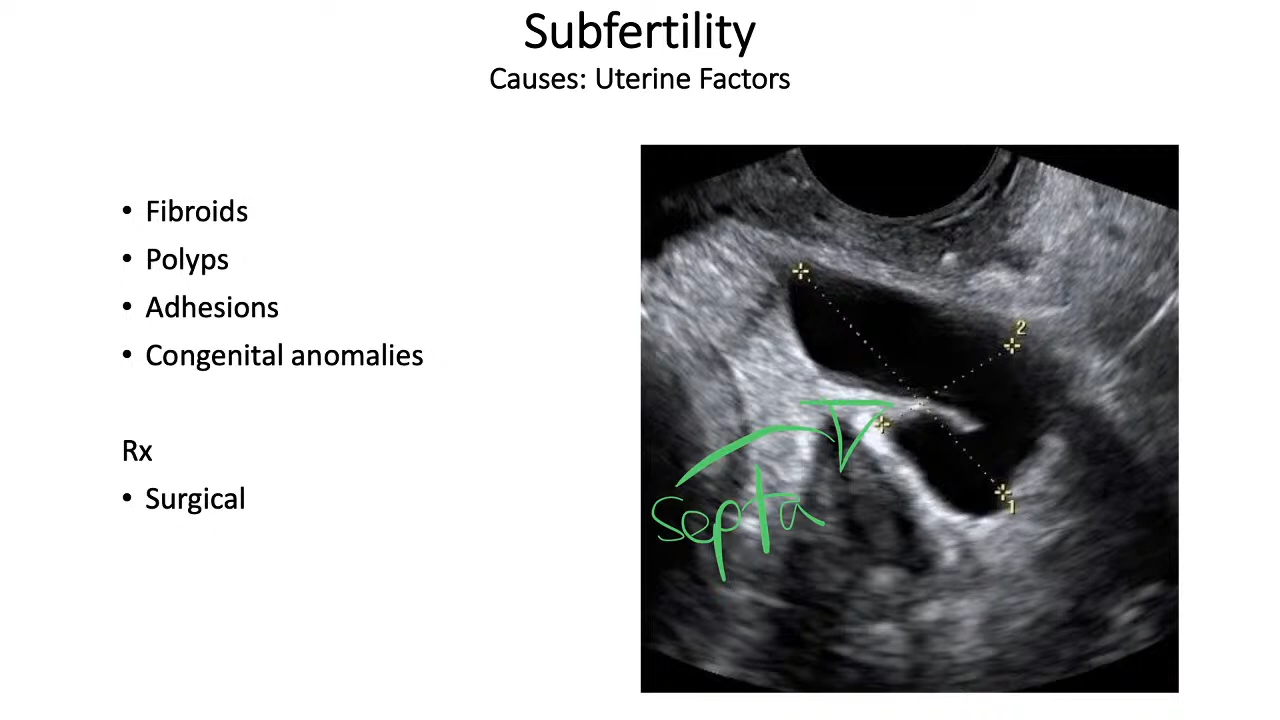 Subfertility
Causes: Uterine Factors
• Fibroids
• Polyps
• Adhesions
• Congenital anomalies
Rx
• Surgical
2
1
septa